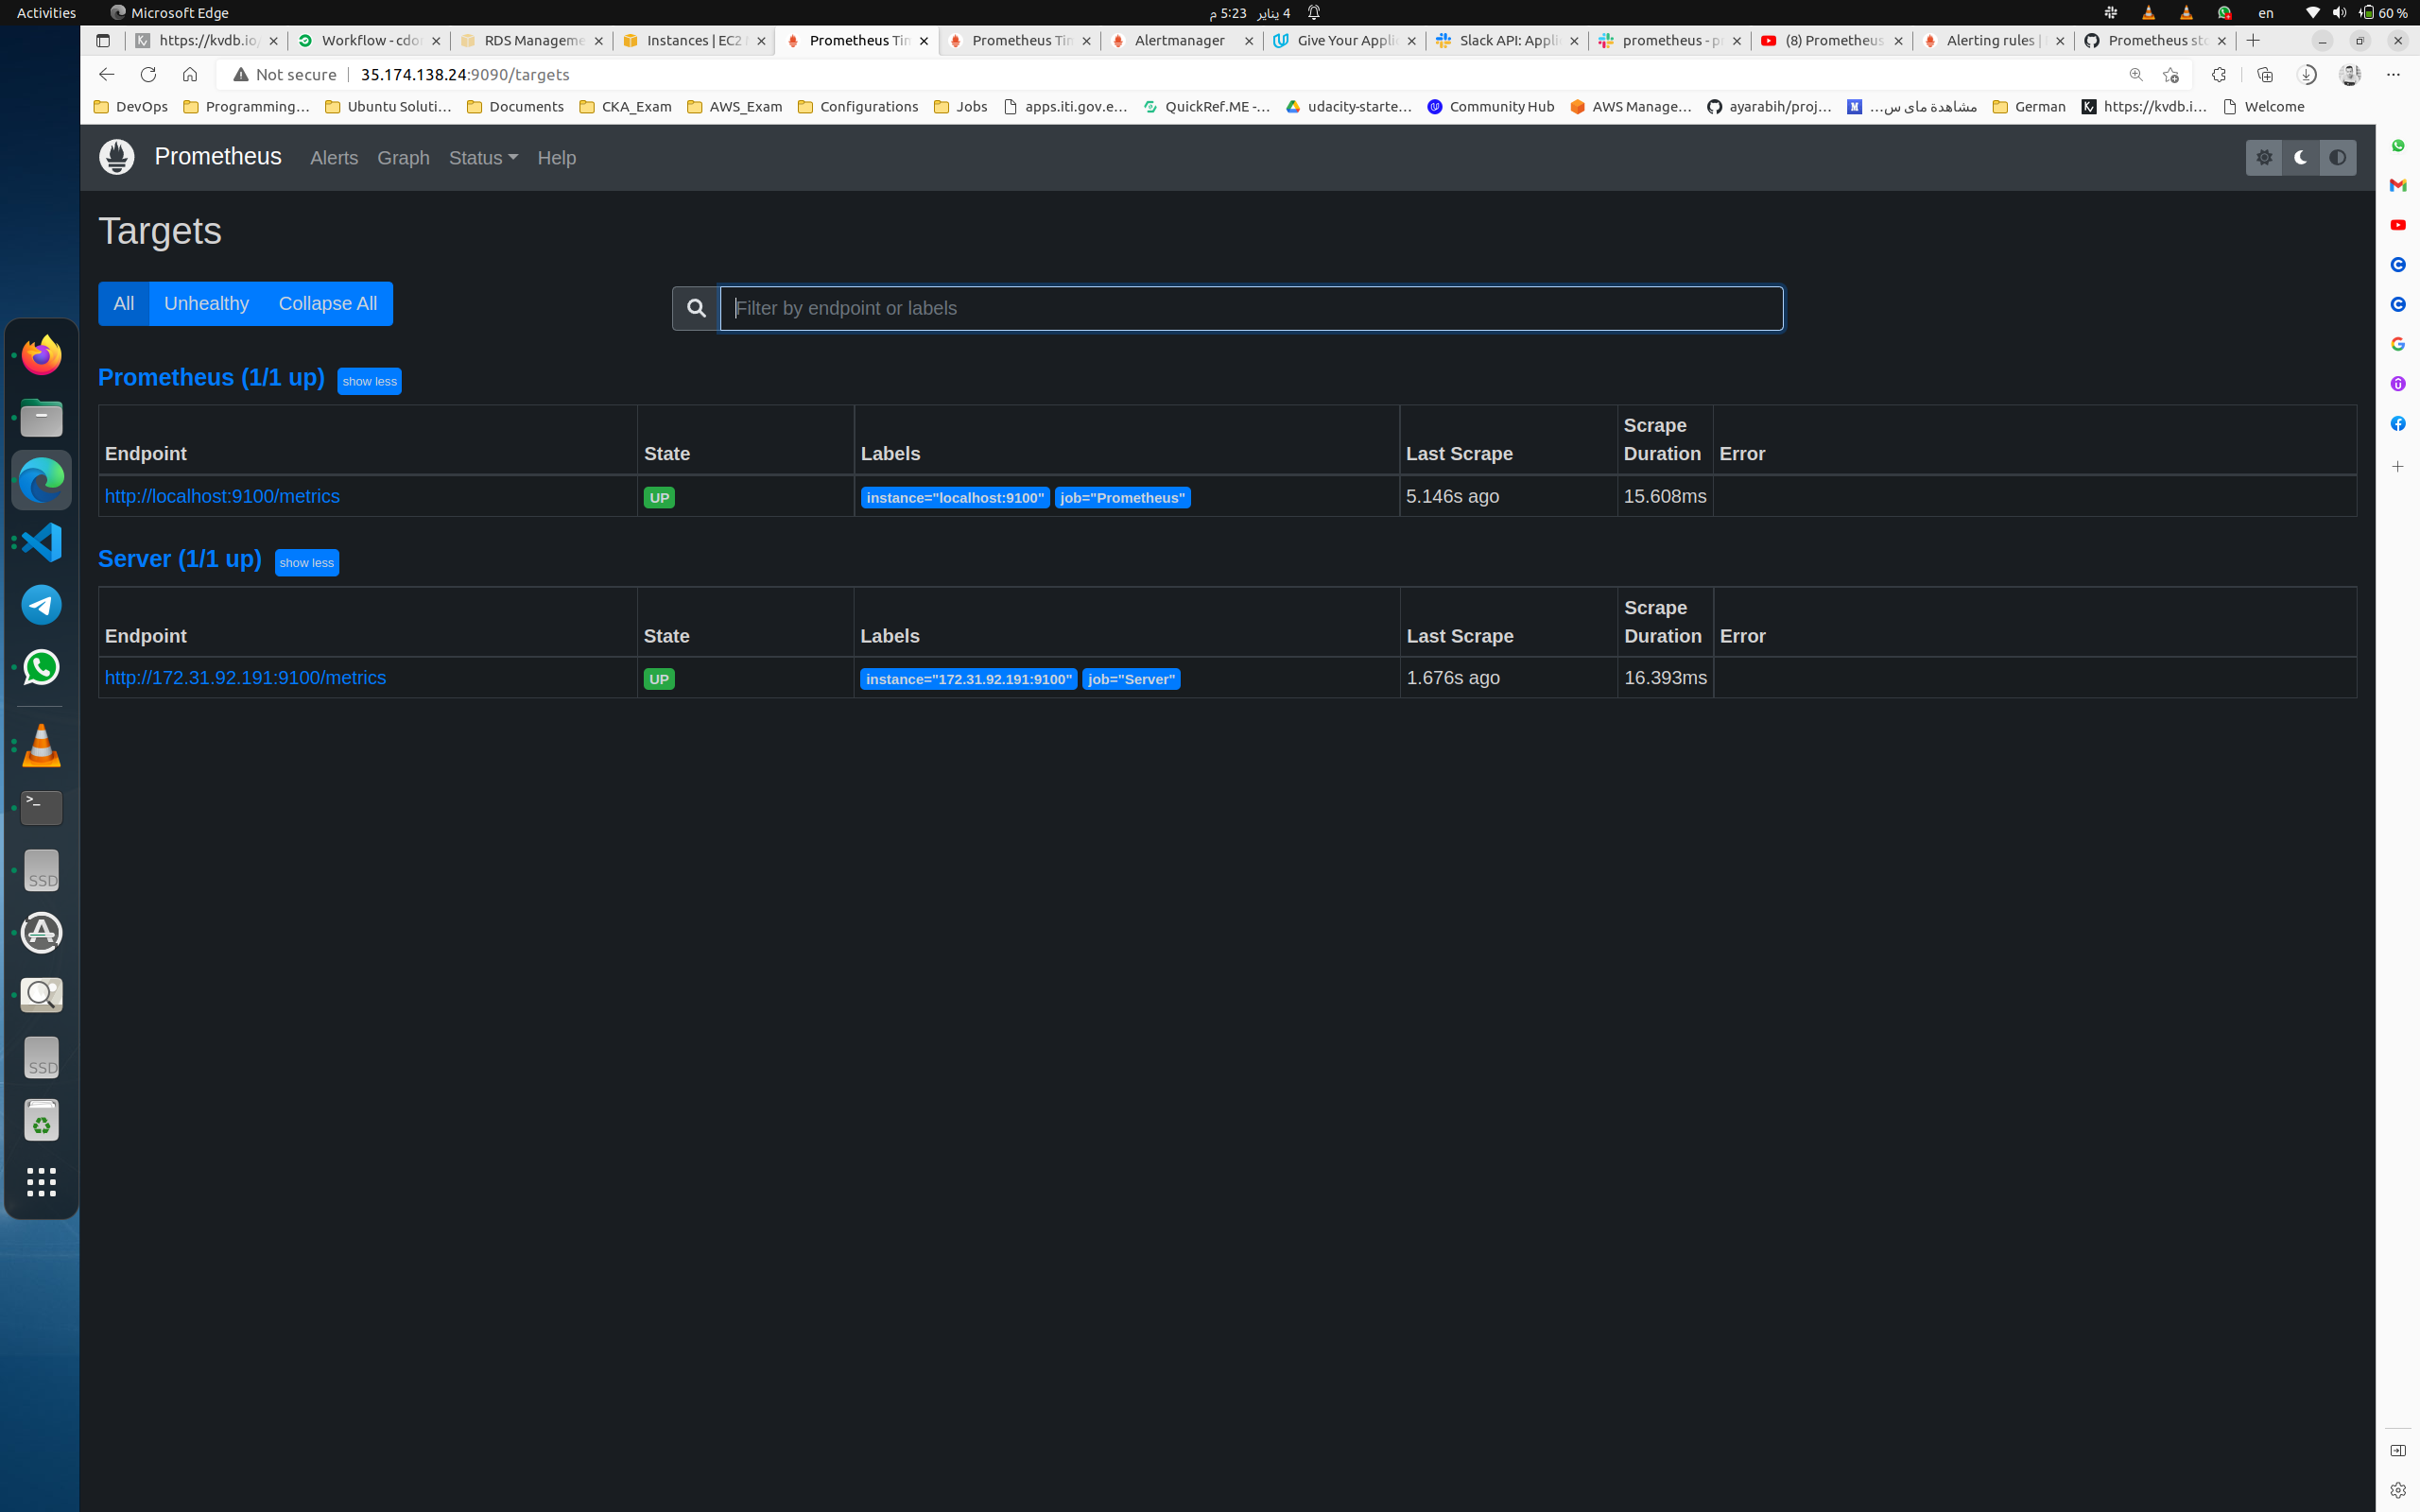 Activities Microsoft Edge 4 يناير 5:23 م en 60 %
https://kvdb.io/ Workflow - cdo RDS Manageme Instances | EC2 Prometheus Tim Prometheus Tim Alertmanager Give Your Appli Slack API: Appli prometheus - p (8) Prometheus Alerting rules | Prometheus sto
Not secure 35.174.138.24:9090/targets
DevOps Programming… Ubuntu Soluti… Documents CKA_Exam AWS_Exam Configurations Jobs apps.iti.gov.e… QuickRef.ME -… udacity-starte… Community Hub AWS Manage… ayarabih/proj… مشاهدة ماى س… German https://kvdb.i… Welcome
Prometheus Alerts Graph Status Help
Targets
All Unhealthy Collapse All Filter by endpoint or labels
Prometheus (1/1 up) show less
Endpoint State Labels Last Scrape Scrape Duration Error
http://localhost:9100/metrics UP instance="localhost:9100" job="Prometheus" 5.146s ago 15.608ms
Server (1/1 up) show less
Endpoint State Labels Last Scrape Scrape Duration Error
http://172.31.92.191:9100/metrics UP instance="172.31.92.191:9100" job="Server" 1.676s ago 16.393ms
SSD
SSD